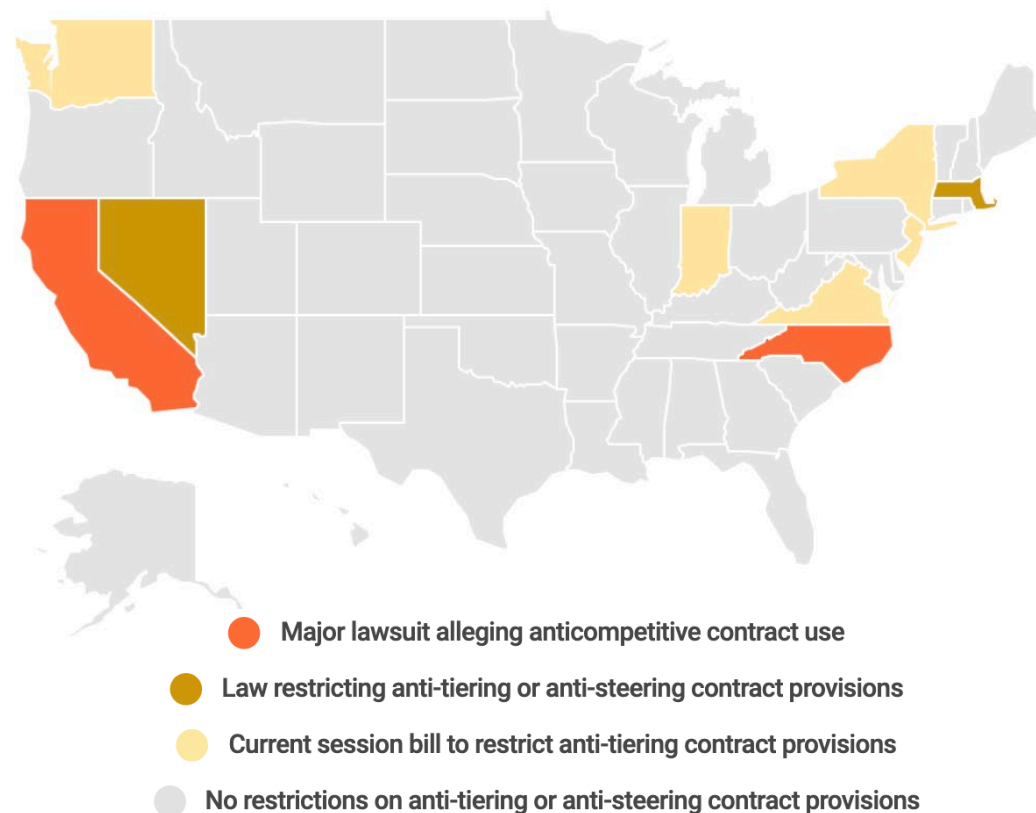 Major lawsuit alleging anticompetitive contract use
Law restricting anti-tiering or anti-steering contract provisions
Current session bill to restrict anti-tiering contract provisions
No restrictions on anti-tiering or anti-steering contract provisions